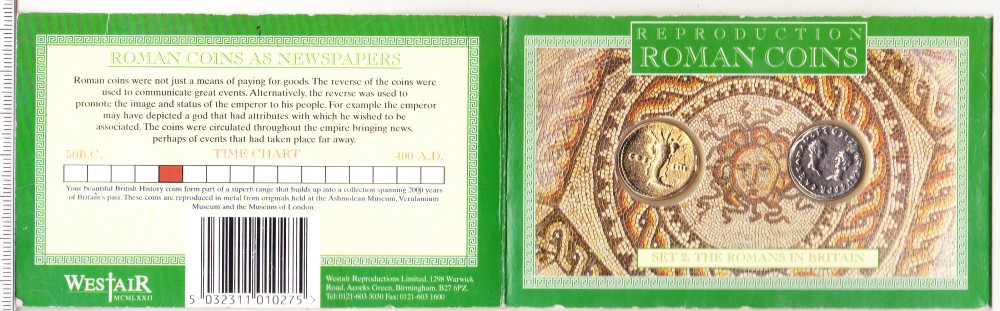 ROMAN COINS AS NEWSPAPERS
Roman coins were not just a means of paying for goods. The reverse of the coins were
used to communicate great events. Alternatively, the reverse was used to
promote the image and status of the emperor to his people. For example the emperor
may have depicted a god that had attributes with which he wished to be
associated. The coins were circulated throughout the empire bringing news,
perhaps of events that had taken place far away.
50B.C. TIME CHART 400 A.D.
Your beautiful British History coins form part of a superb range that builds up into a collection spanning 2000 years
of Britain's past. These coins are reproduced in metal from originals held at the Ashmolean Museum, Verulamium
Museum and the Museum of London.
WESTAIR
MCMLXXII
5 032311 010275 >
Westair Reproductions Limited, 1298 Warwick
Road, Acocks Green, Birmingham. B27 6PZ.
Tel: 0121-603 3030 Fax: 0121-603 1600
REPRODUCTION
ROMAN COINS
SET 2: THE ROMANS IN BRITAIN